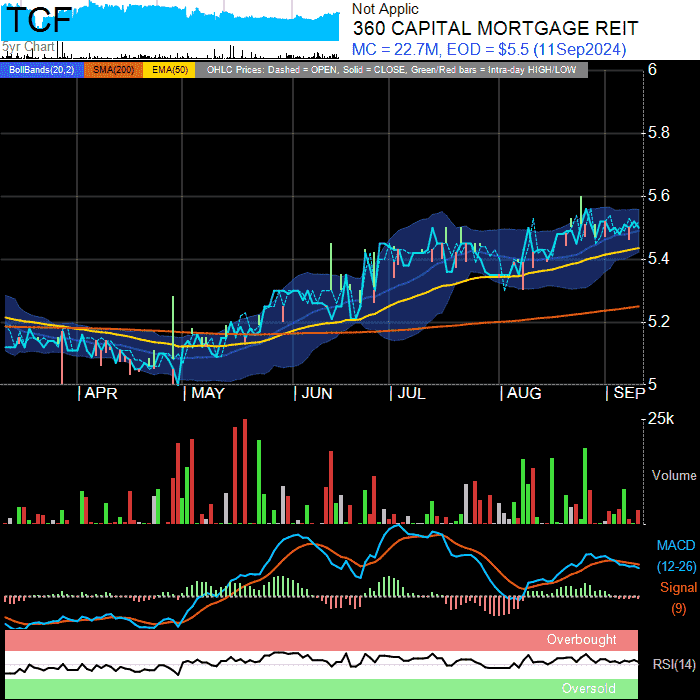 TCF
5yr Chart
Not Applic
360 CAPITAL MORTGAGE REIT
MC = 22.7M, EOD = $5.5 (11Sep2024)
BollBands(20,2) SMA(200) EMA(50) OHLC Prices: Dashed = OPEN, Solid = CLOSE, Green/Red bars = Intra-day HIGH/LOW
6
5.8
5.6
5.4
5.2
5
APR MAY JUN JUL AUG SEP
25k
Volume
MACD
(12-26)
Signal
(9)
Overbought
RSI(14)
Oversold